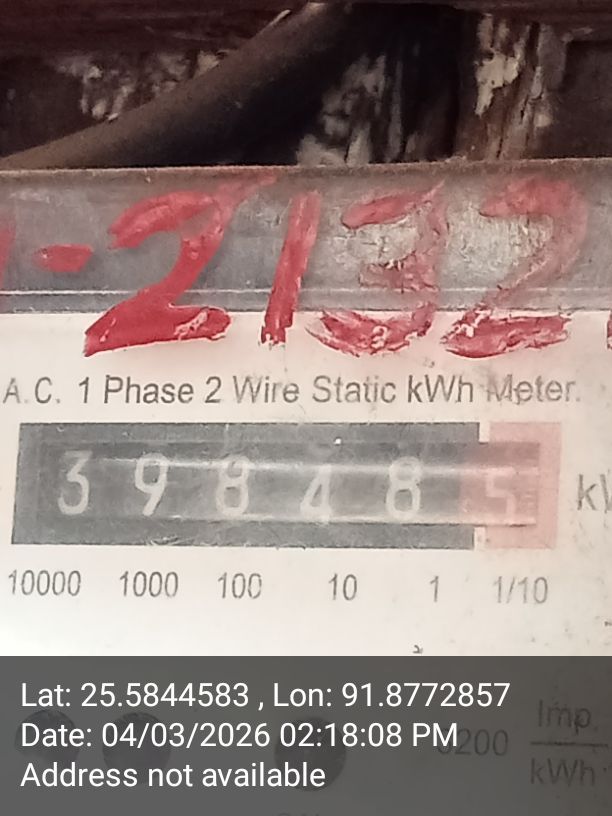 -2132
A.C. 1 Phase 2 Wire Static kWh Meter.
3 9 8 4 8 5
10000 1000 100 10 1 1/10
Lat: 25.5844583 , Lon: 91.8772857
Date: 04/03/2026 02:18:08 PM
Address not available
Imp
kWh